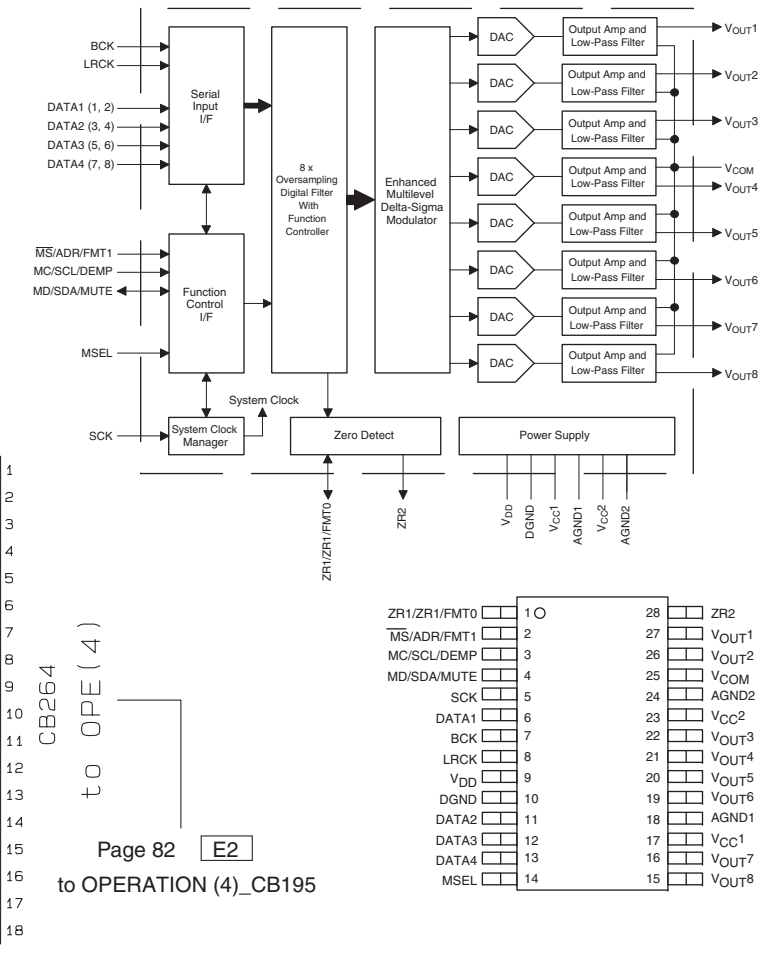 BCK
LRCK
DATA1 (1, 2)
DATA2 (3, 4)
DATA3 (5, 6)
DATA4 (7, 8)
MS/ADR/FMT1
MC/SCL/DEMP
MD/SDA/MUTE
MSEL
SCK
Serial
Input
I/F
Function
Control
I/F
System Clock
Manager
System Clock
8 x
Oversampling
Digital Filter
With
Function
Controller
Enhanced
Multilevel
Delta-Sigma
Modulator
DAC
Output Amp and
Low-Pass Filter
VOUT1
DAC
Output Amp and
Low-Pass Filter
VOUT2
DAC
Output Amp and
Low-Pass Filter
VOUT3
DAC
Output Amp and
Low-Pass Filter
VCOM
VOUT4
DAC
Output Amp and
Low-Pass Filter
VOUT5
DAC
Output Amp and
Low-Pass Filter
VOUT6
DAC
Output Amp and
Low-Pass Filter
VOUT7
DAC
Output Amp and
Low-Pass Filter
VOUT8
Zero Detect
Power Supply
ZR1/ZR1/FMT0
ZR2
VDD
DGND
VCC1
AGND1
VCC2
AGND2
1
2
3
4
5
6
7
8
9
10
11
12
13
14
15
16
17
18
CB264
to OPE(4)
Page 82 E2
to OPERATION (4)_CB195
ZR1/ZR1/FMT0 1 28 ZR2
MS/ADR/FMT1 2 27 VOUT1
MC/SCL/DEMP 3 26 VOUT2
MD/SDA/MUTE 4 25 VCOM
SCK 5 24 AGND2
DATA1 6 23 VCC2
BCK 7 22 VOUT3
LRCK 8 21 VOUT4
VDD 9 20 VOUT5
DGND 10 19 VOUT6
DATA2 11 18 AGND1
DATA3 12 17 VCC1
DATA4 13 16 VOUT7
MSEL 14 15 VOUT8